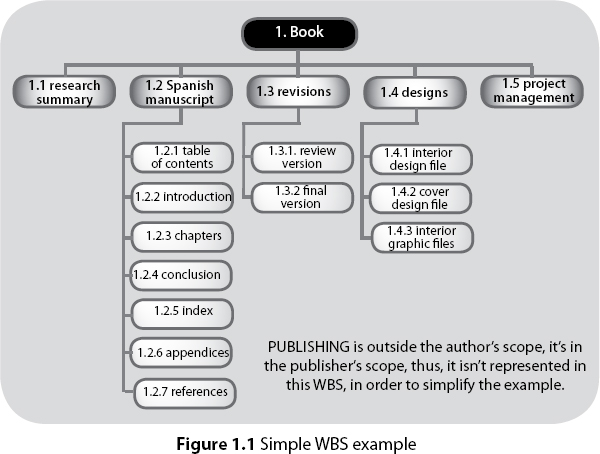 1. Book
1.1 research
summary
1.2 Spanish
manuscript
1.3 revisions
1.4 designs
1.5 project
management
1.2.1 table
of contents
1.2.2 introduction
1.2.3 chapters
1.2.4 conclusion
1.2.5 index
1.2.6 appendices
1.2.7 references
1.3.1. review
version
1.3.2 final
version
1.4.1 interior
design file
1.4.2 cover
design file
1.4.3 interior
graphic files
PUBLISHING is outside the author's scope, it's in
the publisher's scope, thus, it isn't represented in
this WBS, in order to simplify the example.
Figure 1.1 Simple WBS example